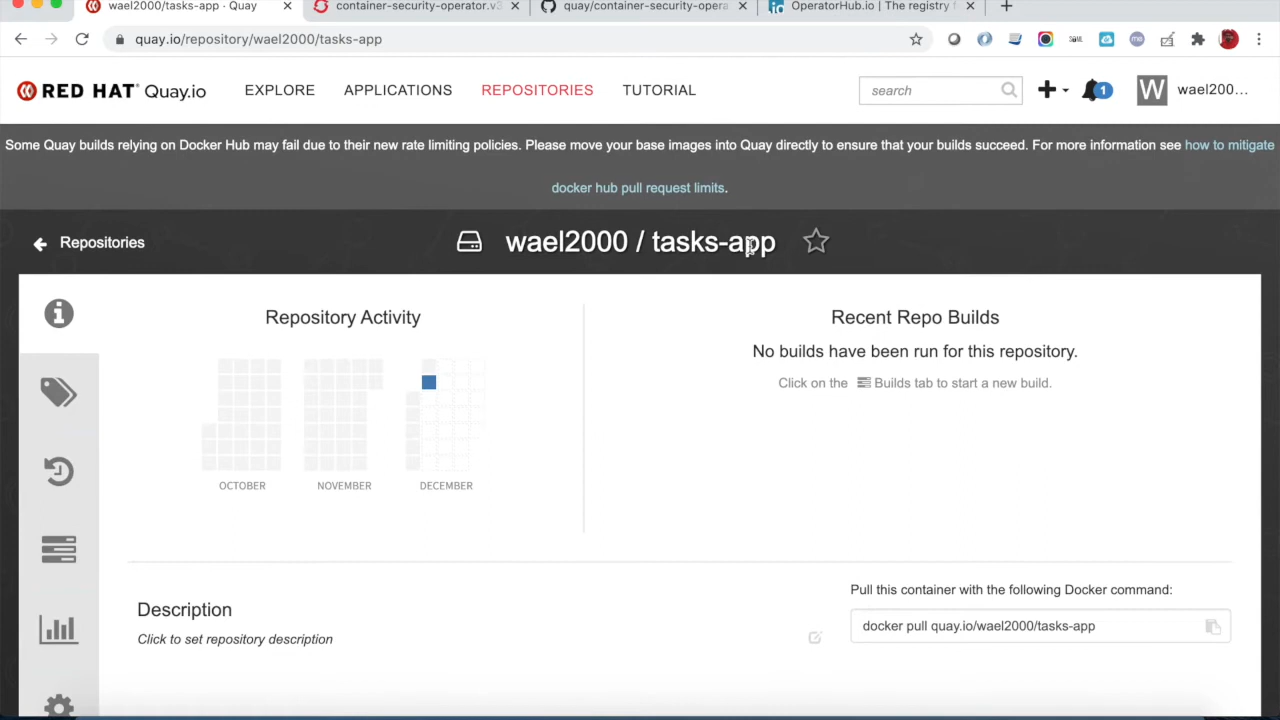 wael2000/tasks-app · Quay
container-security-operator.v3
quay/container-security-opera
OperatorHub.io | The registry f
quay.io/repository/wael2000/tasks-app
RED HAT Quay.io
EXPLORE
APPLICATIONS
REPOSITORIES
TUTORIAL
search
1
W
wael200...
Some Quay builds relying on Docker Hub may fail due to their new rate limiting policies. Please move your base images into Quay directly to ensure that your builds succeed. For more information see how to mitigate
docker hub pull request limits.
Repositories
wael2000 / tasks-app
Repository Activity
OCTOBER
NOVEMBER
DECEMBER
Recent Repo Builds
No builds have been run for this repository.
Click on the Builds tab to start a new build.
Description
Click to set repository description
Pull this container with the following Docker command:
docker pull quay.io/wael2000/tasks-app